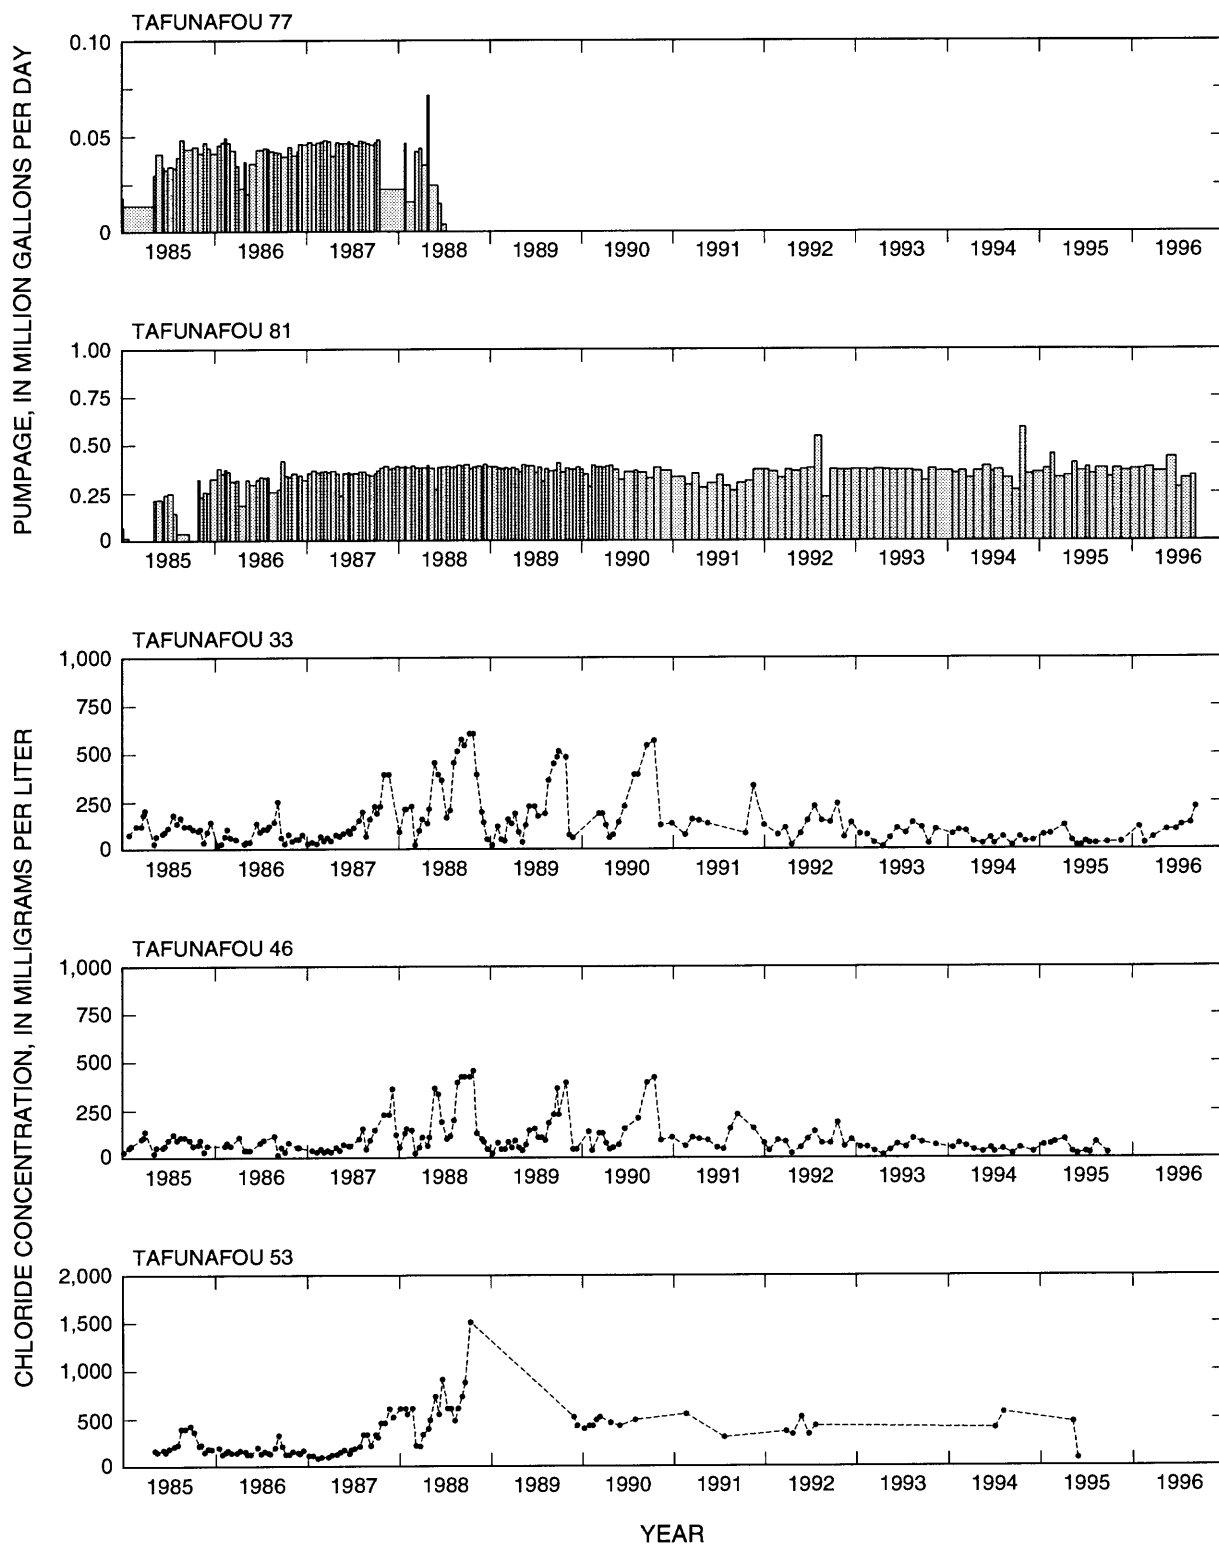 TAFUNAFOU 77
PUMPAGE, IN MILLION GALLONS PER DAY
0.10
0.05
0
1985 1986 1987 1988 1989 1990 1991 1992 1993 1994 1995 1996
TAFUNAFOU 81
1.00
0.75
0.50
0.25
0
1985 1986 1987 1988 1989 1990 1991 1992 1993 1994 1995 1996
CHLORIDE CONCENTRATION, IN MILLIGRAMS PER LITER
TAFUNAFOU 33
1,000
750
500
250
0
1985 1986 1987 1988 1989 1990 1991 1992 1993 1994 1995 1996
TAFUNAFOU 46
1,000
750
500
250
0
1985 1986 1987 1988 1989 1990 1991 1992 1993 1994 1995 1996
TAFUNAFOU 53
2,000
1,500
1,000
500
0
1985 1986 1987 1988 1989 1990 1991 1992 1993 1994 1995 1996
YEAR